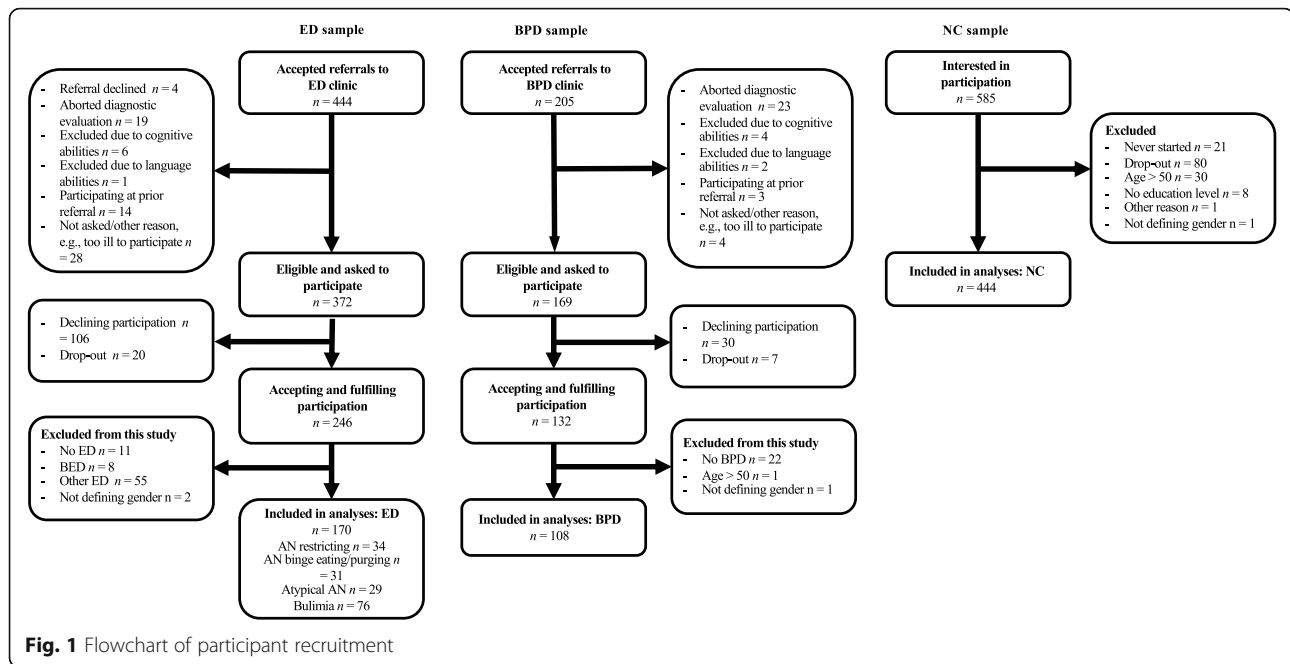 ED sample
Accepted referrals to
ED clinic
n = 444
- Referral declined n = 4
- Aborted diagnostic
evaluation n = 19
- Excluded due to cognitive
abilities n = 6
- Excluded due to language
abilities n = 1
- Participating at prior
referral n = 14
- Not asked/other reason,
e.g., too ill to participate n
= 28
Eligible and asked to
participate
n = 372
- Declining participation n
= 106
- Drop-out n = 20
Accepting and fulfilling
participation
n = 246
Excluded from this study
- No ED n = 11
- BED n = 8
- Other ED n = 55
- Not defining gender n = 2
Included in analyses: ED
n = 170
AN restricting n = 34
AN binge eating/purging n
= 31
Atypical AN n = 29
Bulimia n = 76
BPD sample
Accepted referrals to
BPD clinic
n = 205
- Aborted diagnostic
evaluation n = 23
- Excluded due to cognitive
abilities n = 4
- Excluded due to language
abilities n = 2
- Participating at prior
referral n = 3
- Not asked/other reason,
e.g., too ill to participate n
= 4
Eligible and asked to
participate
n = 169
- Declining participation
n = 30
- Drop-out n = 7
Accepting and fulfilling
participation
n = 132
Excluded from this study
- No BPD n = 22
- Age > 50 n = 1
- Not defining gender n = 1
Included in analyses: BPD
n = 108
NC sample
Interested in
participation
n = 585
Excluded
- Never started n = 21
- Drop-out n = 80
- Age > 50 n = 30
- No education level n = 8
- Other reason n = 1
- Not defining gender n = 1
Included in analyses: NC
n = 444
Fig. 1 Flowchart of participant recruitment